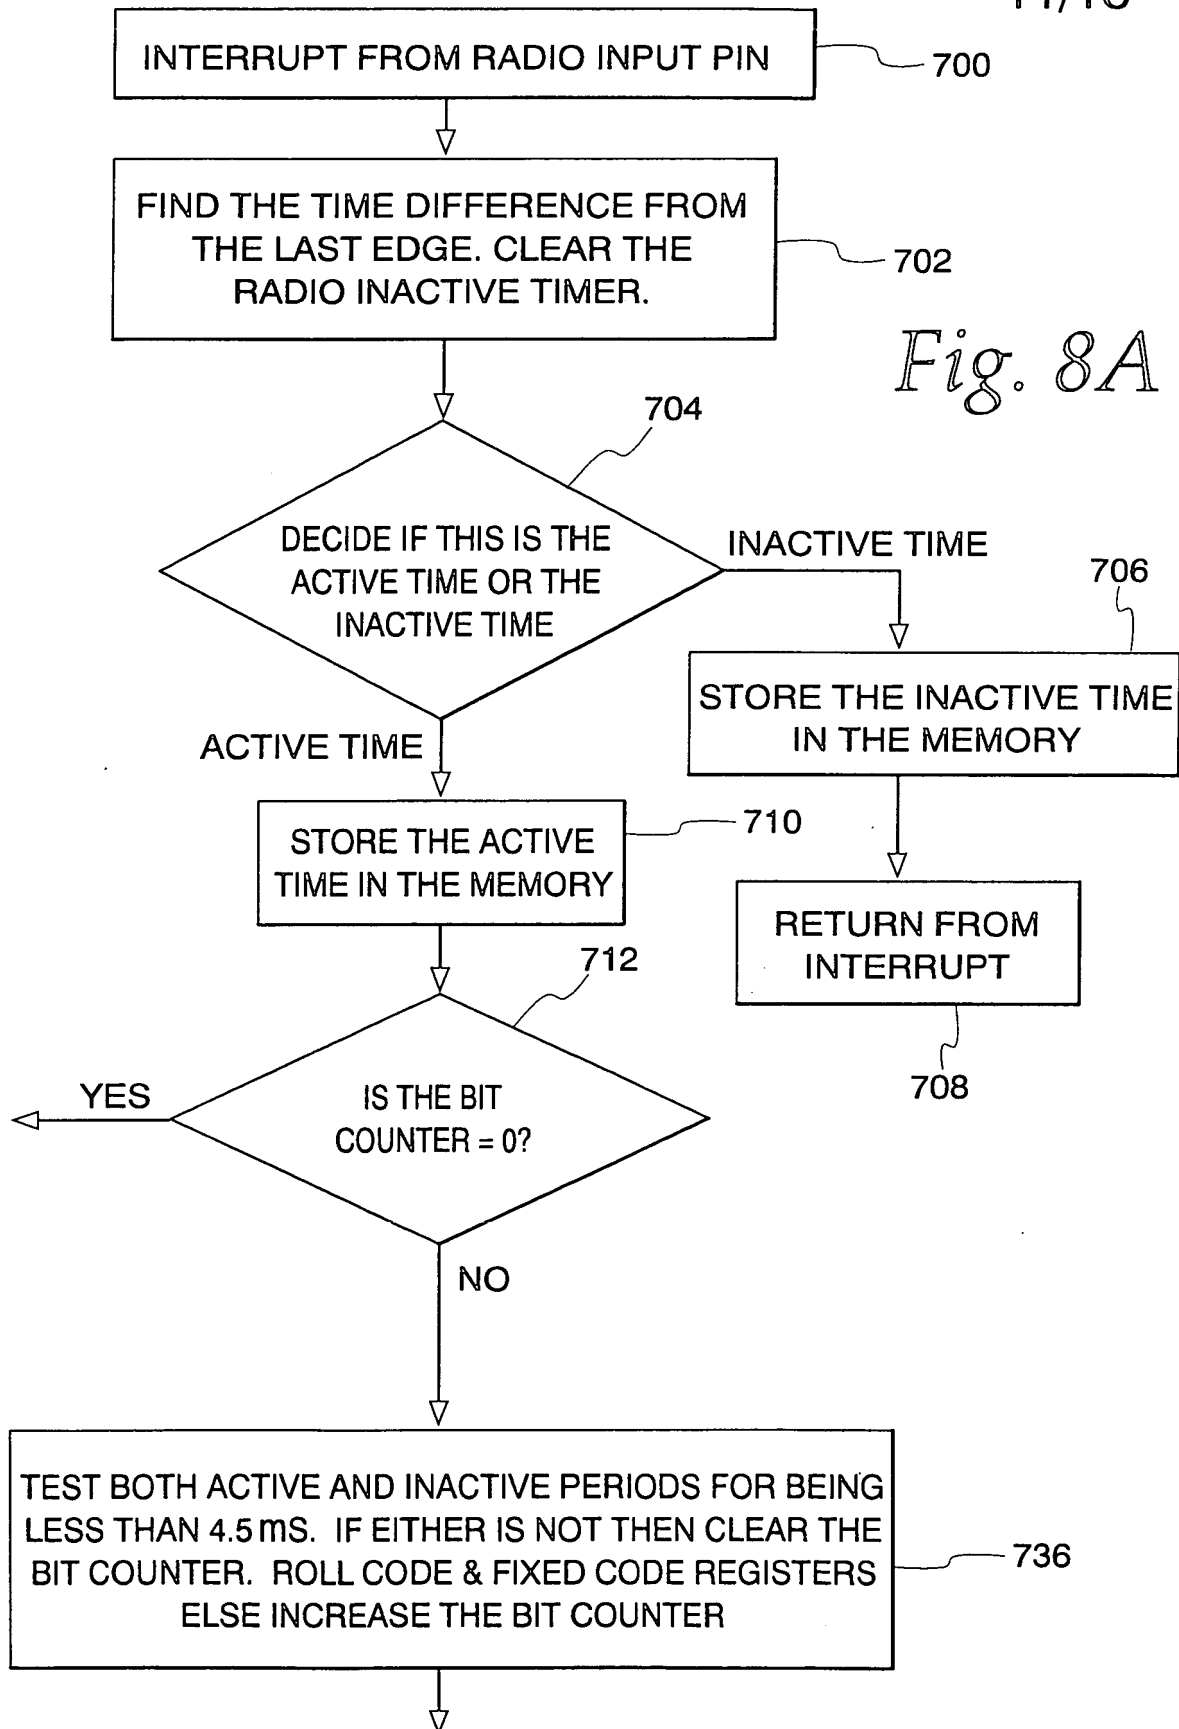 INTERRUPT FROM RADIO INPUT PIN
700
FIND THE TIME DIFFERENCE FROM
THE LAST EDGE. CLEAR THE
RADIO INACTIVE TIMER.
702
Fig. 8A
704
DECIDE IF THIS IS THE
ACTIVE TIME OR THE
INACTIVE TIME
INACTIVE TIME
706
STORE THE INACTIVE TIME
IN THE MEMORY
ACTIVE TIME
STORE THE ACTIVE
TIME IN THE MEMORY
710
RETURN FROM
INTERRUPT
708
712
IS THE BIT
COUNTER = 0?
YES
NO
TEST BOTH ACTIVE AND INACTIVE PERIODS FOR BEING
LESS THAN 4.5 mS. IF EITHER IS NOT THEN CLEAR THE
BIT COUNTER. ROLL CODE & FIXED CODE REGISTERS
ELSE INCREASE THE BIT COUNTER
736